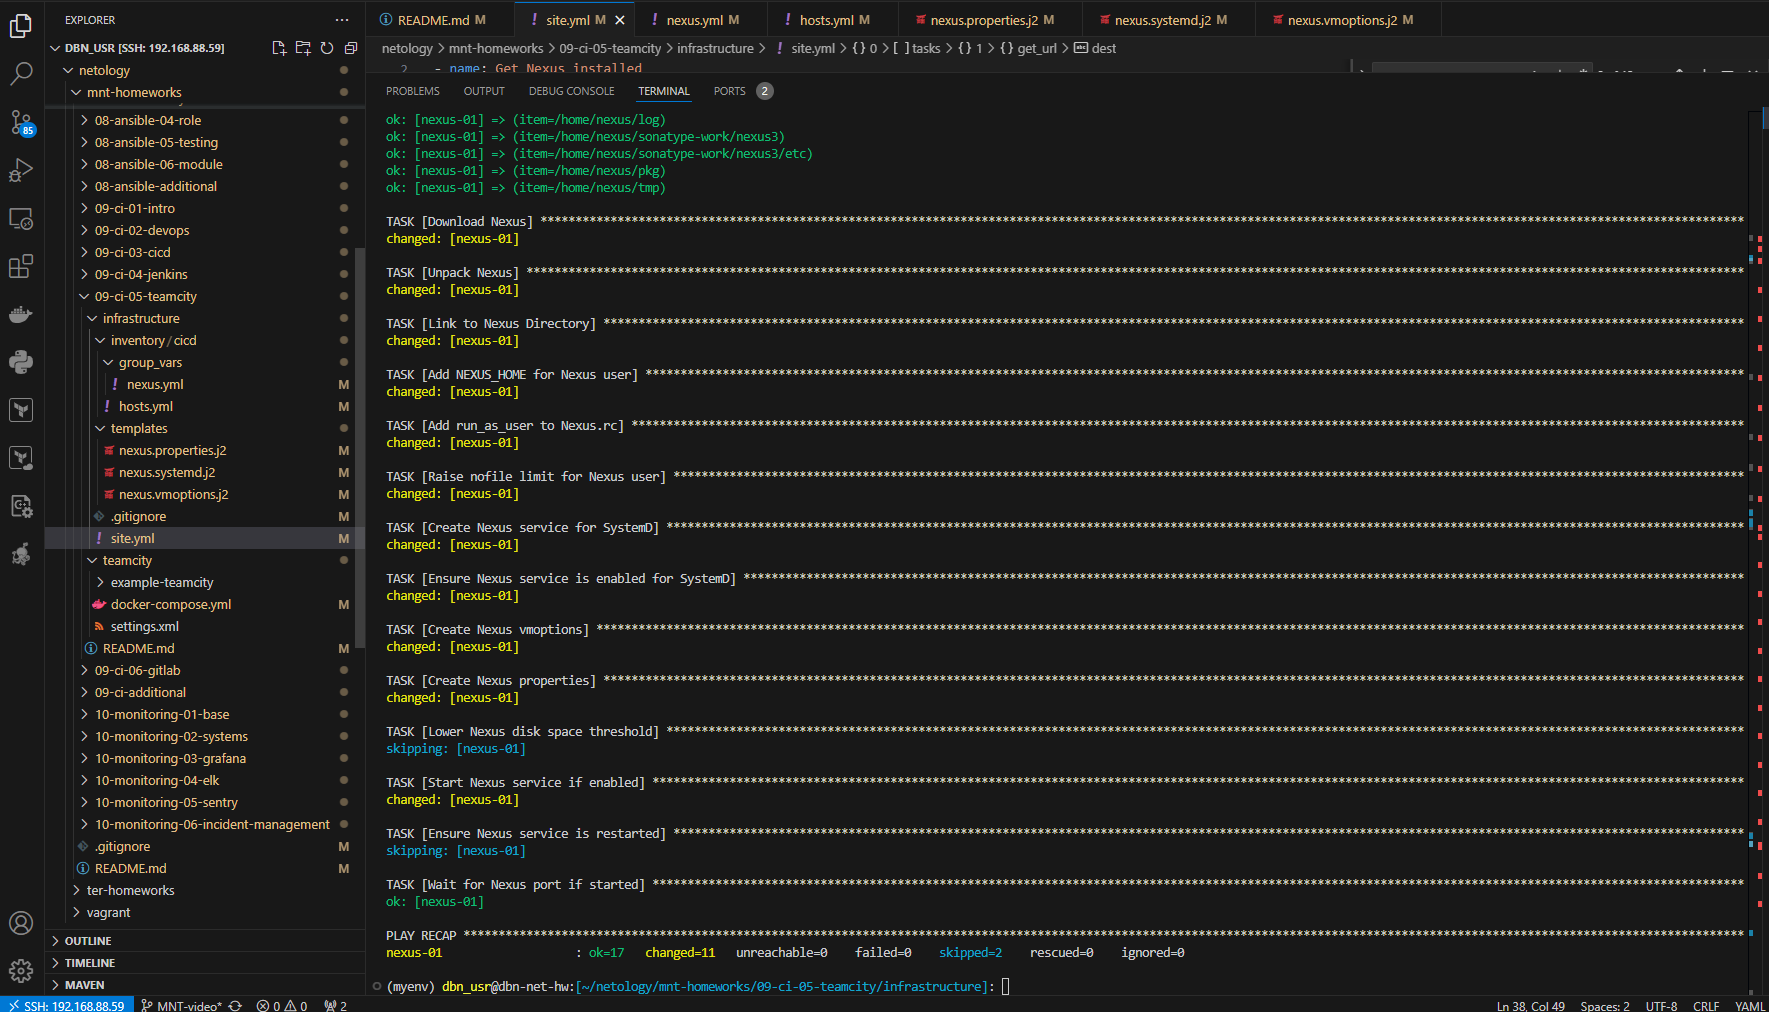 EXPLORER ...
README.md M
site.yml M
nexus.yml M
hosts.yml M
nexus.properties.j2 M
nexus.systemd.j2 M
nexus.vmoptions.j2 M
DBN_USR [SSH: 192.168.88.59]
netology > mnt-homeworks > 09-ci-05-teamcity > infrastructure > ! site.yml > {} 0 > [ ] tasks > {} 1 > {} get_url > dest
2 - name: Get Nexus installed
netology
mnt-homeworks
08-ansible-04-role
08-ansible-05-testing
08-ansible-06-module
08-ansible-additional
09-ci-01-intro
09-ci-02-devops
09-ci-03-cicd
09-ci-04-jenkins
09-ci-05-teamcity
infrastructure
inventory / cicd
group_vars
! nexus.yml M
! hosts.yml M
templates
nexus.properties.j2 M
nexus.systemd.j2 M
nexus.vmoptions.j2 M
.gitignore M
! site.yml M
teamcity
example-teamcity
docker-compose.yml M
settings.xml
README.md M
09-ci-06-gitlab
09-ci-additional
10-monitoring-01-base
10-monitoring-02-systems
10-monitoring-03-grafana
10-monitoring-04-elk
10-monitoring-05-sentry
10-monitoring-06-incident-management
.gitignore M
README.md M
ter-homeworks
vagrant
OUTLINE
TIMELINE
MAVEN
85
PROBLEMS OUTPUT DEBUG CONSOLE TERMINAL PORTS 2
ok: [nexus-01] => (item=/home/nexus/log)
ok: [nexus-01] => (item=/home/nexus/sonatype-work/nexus3)
ok: [nexus-01] => (item=/home/nexus/sonatype-work/nexus3/etc)
ok: [nexus-01] => (item=/home/nexus/pkg)
ok: [nexus-01] => (item=/home/nexus/tmp)
TASK [Download Nexus] ****
changed: [nexus-01]
TASK [Unpack Nexus] ****
changed: [nexus-01]
TASK [Link to Nexus Directory] ****
changed: [nexus-01]
TASK [Add NEXUS_HOME for Nexus user] ****
changed: [nexus-01]
TASK [Add run_as_user to Nexus.rc] ****
changed: [nexus-01]
TASK [Raise nofile limit for Nexus user] ****
changed: [nexus-01]
TASK [Create Nexus service for SystemD] ****
changed: [nexus-01]
TASK [Ensure Nexus service is enabled for SystemD] ****
changed: [nexus-01]
TASK [Create Nexus vmoptions] ****
changed: [nexus-01]
TASK [Create Nexus properties] ****
changed: [nexus-01]
TASK [Lower Nexus disk space threshold] ****
skipping: [nexus-01]
TASK [Start Nexus service if enabled] ****
changed: [nexus-01]
TASK [Ensure Nexus service is restarted] ****
skipping: [nexus-01]
TASK [Wait for Nexus port if started] ****
ok: [nexus-01]
PLAY RECAP ****
nexus-01 : ok=17 changed=11 unreachable=0 failed=0 skipped=2 rescued=0 ignored=0
(myenv) dbn_usr@dbn-net-hw:[~/netology/mnt-homeworks/09-ci-05-teamcity/infrastructure]:
SSH: 192.168.88.59 MNT-video* 0 0 2 Ln 38, Col 49 Spaces: 2 UTF-8 CRLF YAML